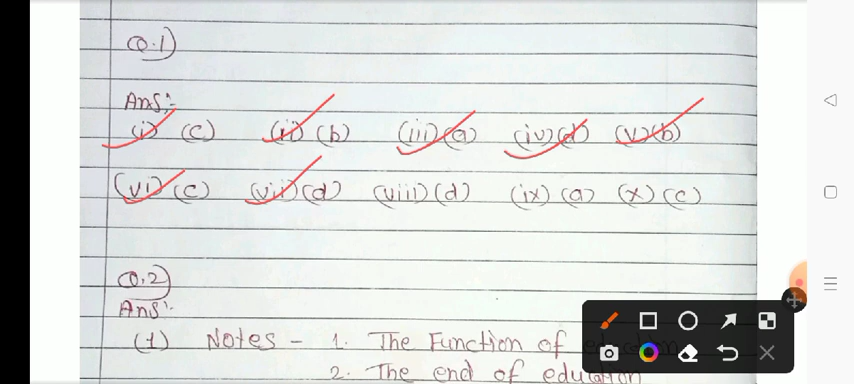 Q.1)
Ans:-
(i) (c) (ii) (b) (iii) (a) (iv) (d) (v) (b)
(vi) (c) (vii) (d) (viii) (d) (ix) (a) (x) (c)
Q.2)
Ans:-
(1) Notes - 1. The Function of
2. The end of education